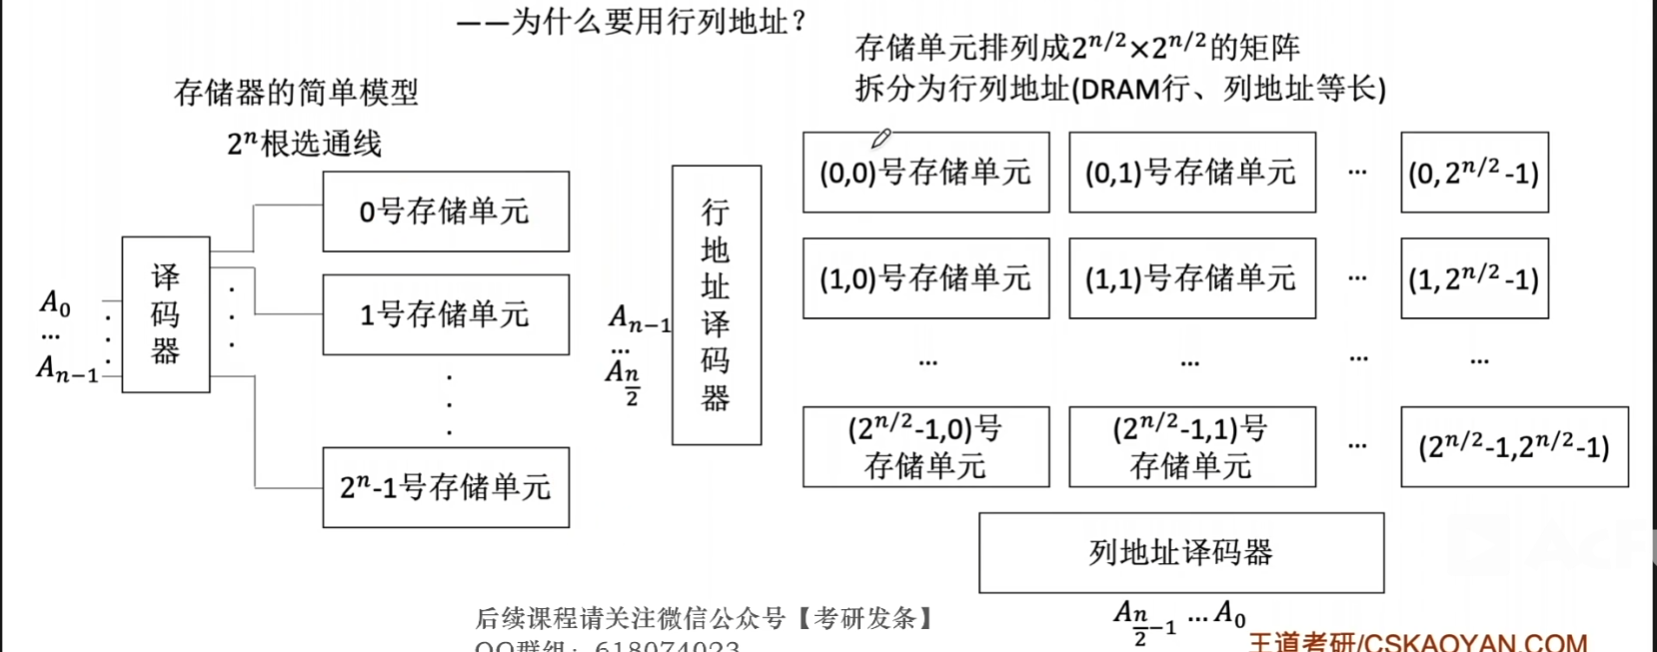 ——为什么要用行列地址？
存储单元排列成2^{n/2}×2^{n/2}的矩阵
拆分为行列地址(DRAM行、列地址等长)
存储器的简单模型
2^n根选通线
0号存储单元
1号存储单元
.
.
.
2^n-1号存储单元
译码器
A_0
...
A_{n-1}
行地址译码器
A_{n-1}
...
A_{n/2}
(0,0)号存储单元 (0,1)号存储单元 ... (0, 2^{n/2}-1)
(1,0)号存储单元 (1,1)号存储单元 ... (1, 2^{n/2}-1)
... ... ... ...
(2^{n/2}-1,0)号 (2^{n/2}-1,1)号 ... (2^{n/2}-1,2^{n/2}-1)
存储单元 存储单元
列地址译码器
A_{n/2-1} ... A_0
后续课程请关注微信公众号【考研发条】
QQ群组：618074023
王道考研/CSKAOYAN.COM